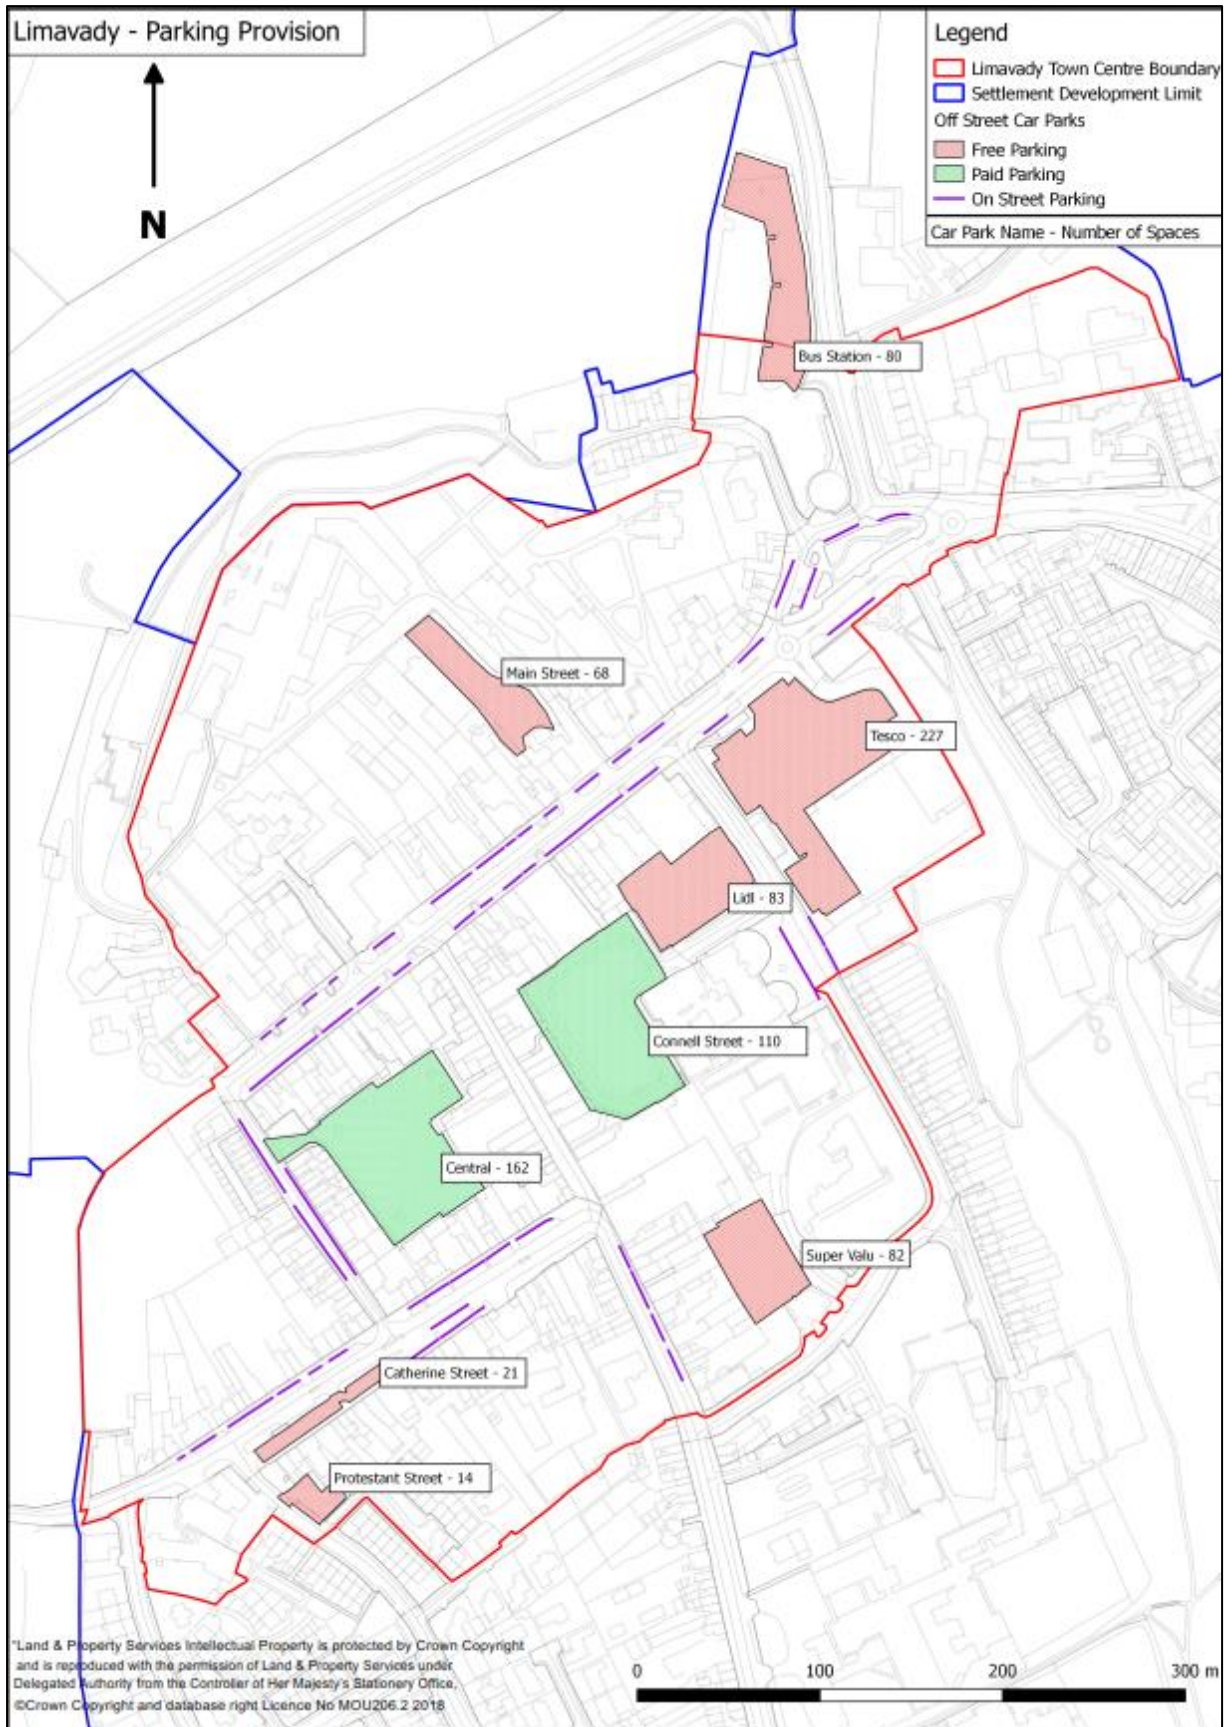 Limavady - Parking Provision
N
Legend
Limavady Town Centre Boundary
Settlement Development Limit
Off Street Car Parks
Free Parking
Paid Parking
On Street Parking
Car Park Name - Number of Spaces
Bus Station - 80
Main Street - 68
Tesco - 227
Lidl - 83
Connell Street - 110
Central - 162
Super Valu - 82
Catherine Street - 21
Protestant Street - 14
"Land & Property Services Intellectual Property is protected by Crown Copyright
and is reproduced with the permission of Land & Property Services under
Delegated Authority from the Controller of Her Majesty's Stationery Office,
©Crown Copyright and database right Licence No MOU206.2 2018
0 100 200 300 m